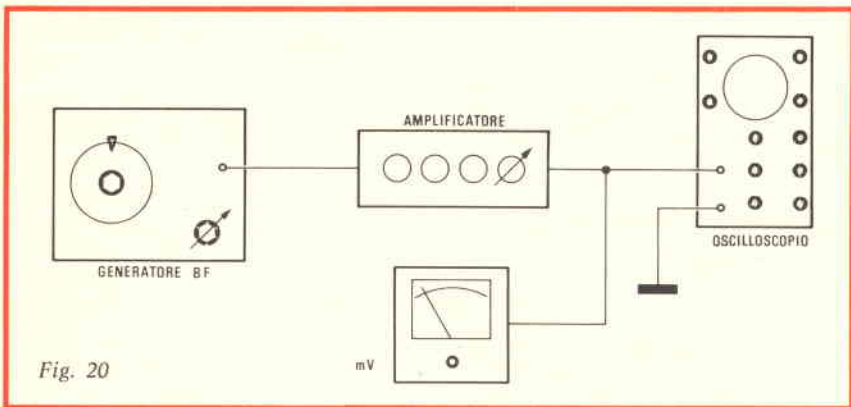 AMPLIFICATORE
OSCILLOSCOPIO
GENERATORE BF
mV
Fig. 20